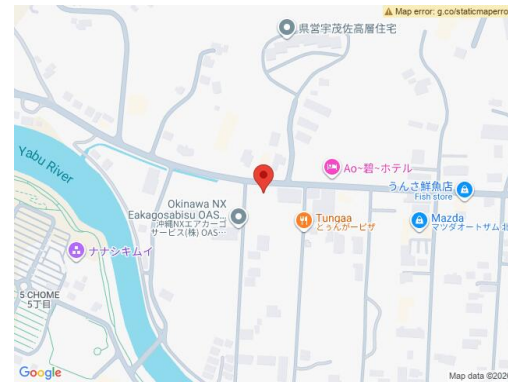 Map error: g.co/staticmaperro
県営宇茂佐高層住宅
Yabu River
Ao~碧~ホテル
うんさ鮮魚店
Fish store
Okinawa NX
Eakagosabisu OAS...
沖縄NXエアカーゴ
サービス(株) OAS…
Tungaa
とぅんがーピザ
Mazda
マツダオートザム 北
ナナシキムイ
5 CHOME
5丁目
Google
Map data ©2026